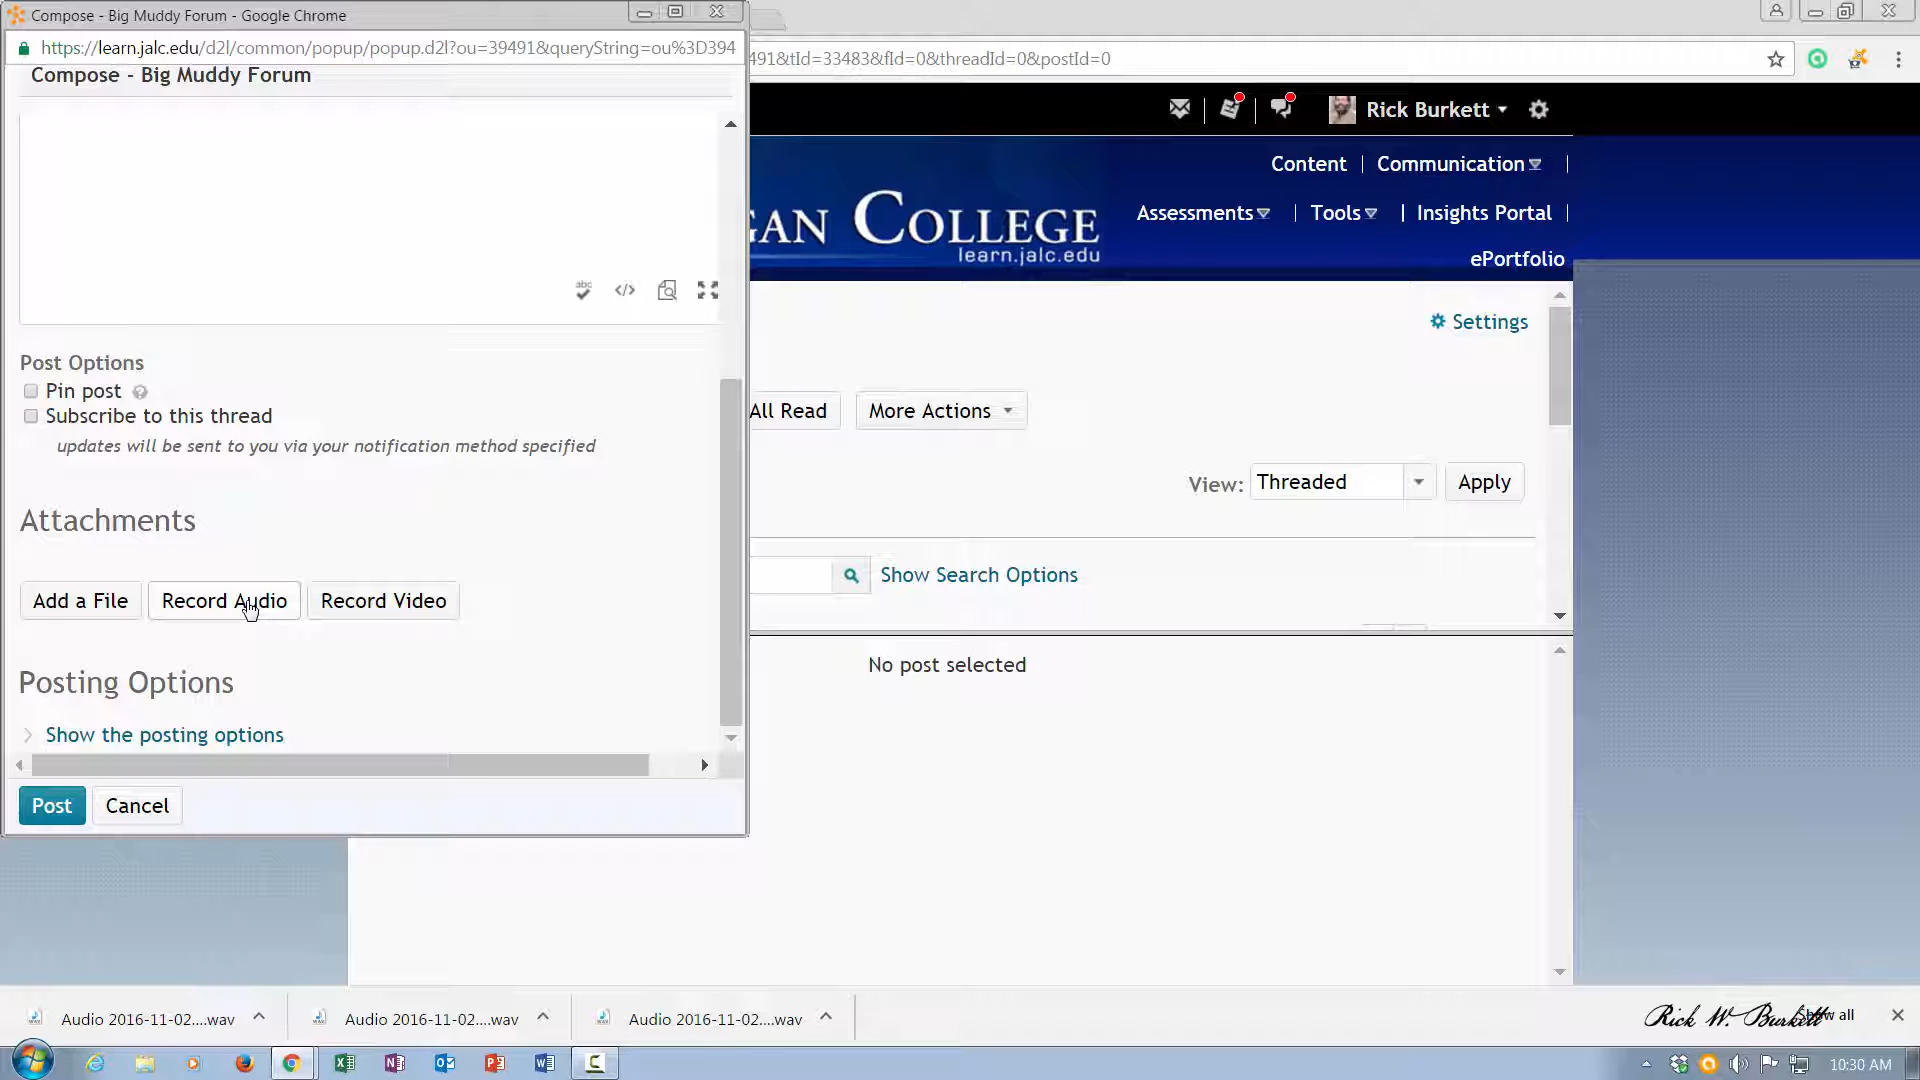 Compose - Big Muddy Forum - Google Chrome
https://learn.jalc.edu/d2l/common/popup/popup.d2l?ou=39491&queryString=ou%3D394
491&tId=33483&fId=0&threadId=0&postId=0
Compose - Big Muddy Forum
Rick Burkett
Content
Communication
Assessments
Tools
Insights Portal
ePortfolio
GAN COLLEGE
learn.jalc.edu
abc
Settings
Post Options
Pin post
Subscribe to this thread
updates will be sent to you via your notification method specified
All Read
More Actions
View:
Threaded
Apply
Attachments
Add a File
Record Audio
Record Video
Show Search Options
No post selected
Posting Options
Show the posting options
Post
Cancel
Audio 2016-11-02....wav
Audio 2016-11-02....wav
Audio 2016-11-02....wav
Rick W. Burkett
Show all
10:30 AM